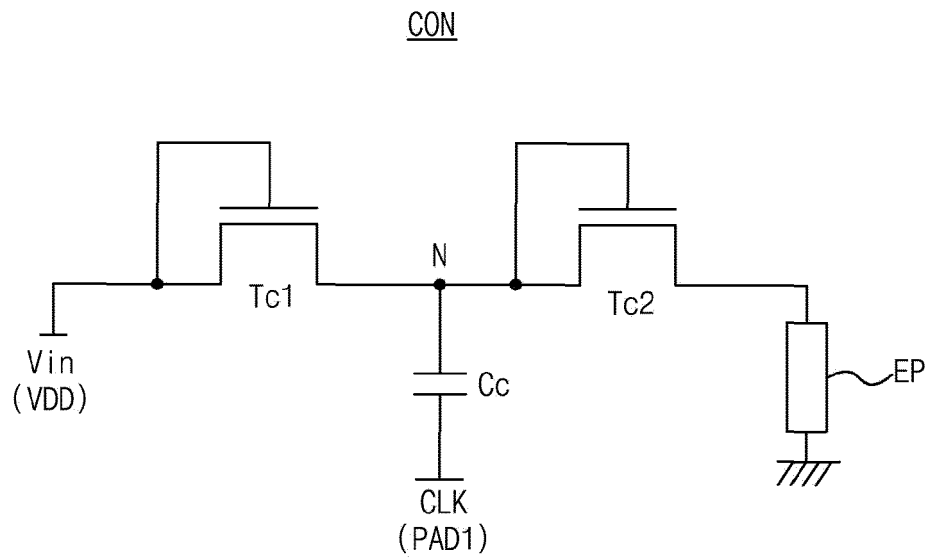 CON
N
Tc1
Tc2
Vin
(VDD)
Cc
EP
CLK
(PAD1)